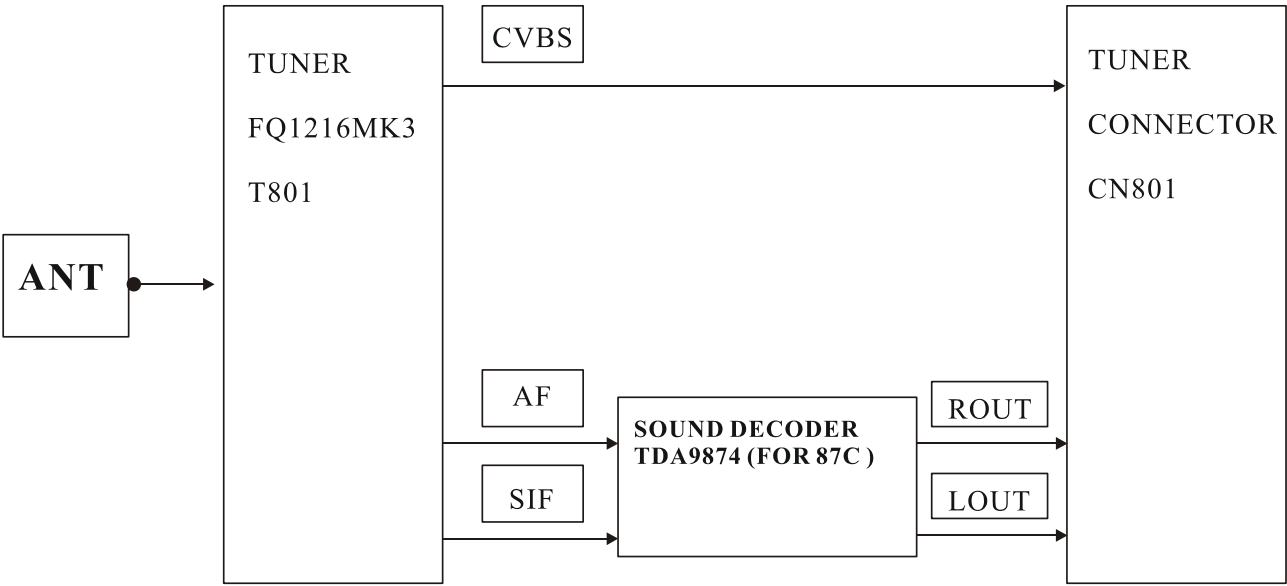 CVBS
TUNER
FQ1216MK3
T801
TUNER
CONNECTOR
CN801
ANT
AF
SIF
SOUND DECODER
TDA9874 (FOR 87C )
ROUT
LOUT